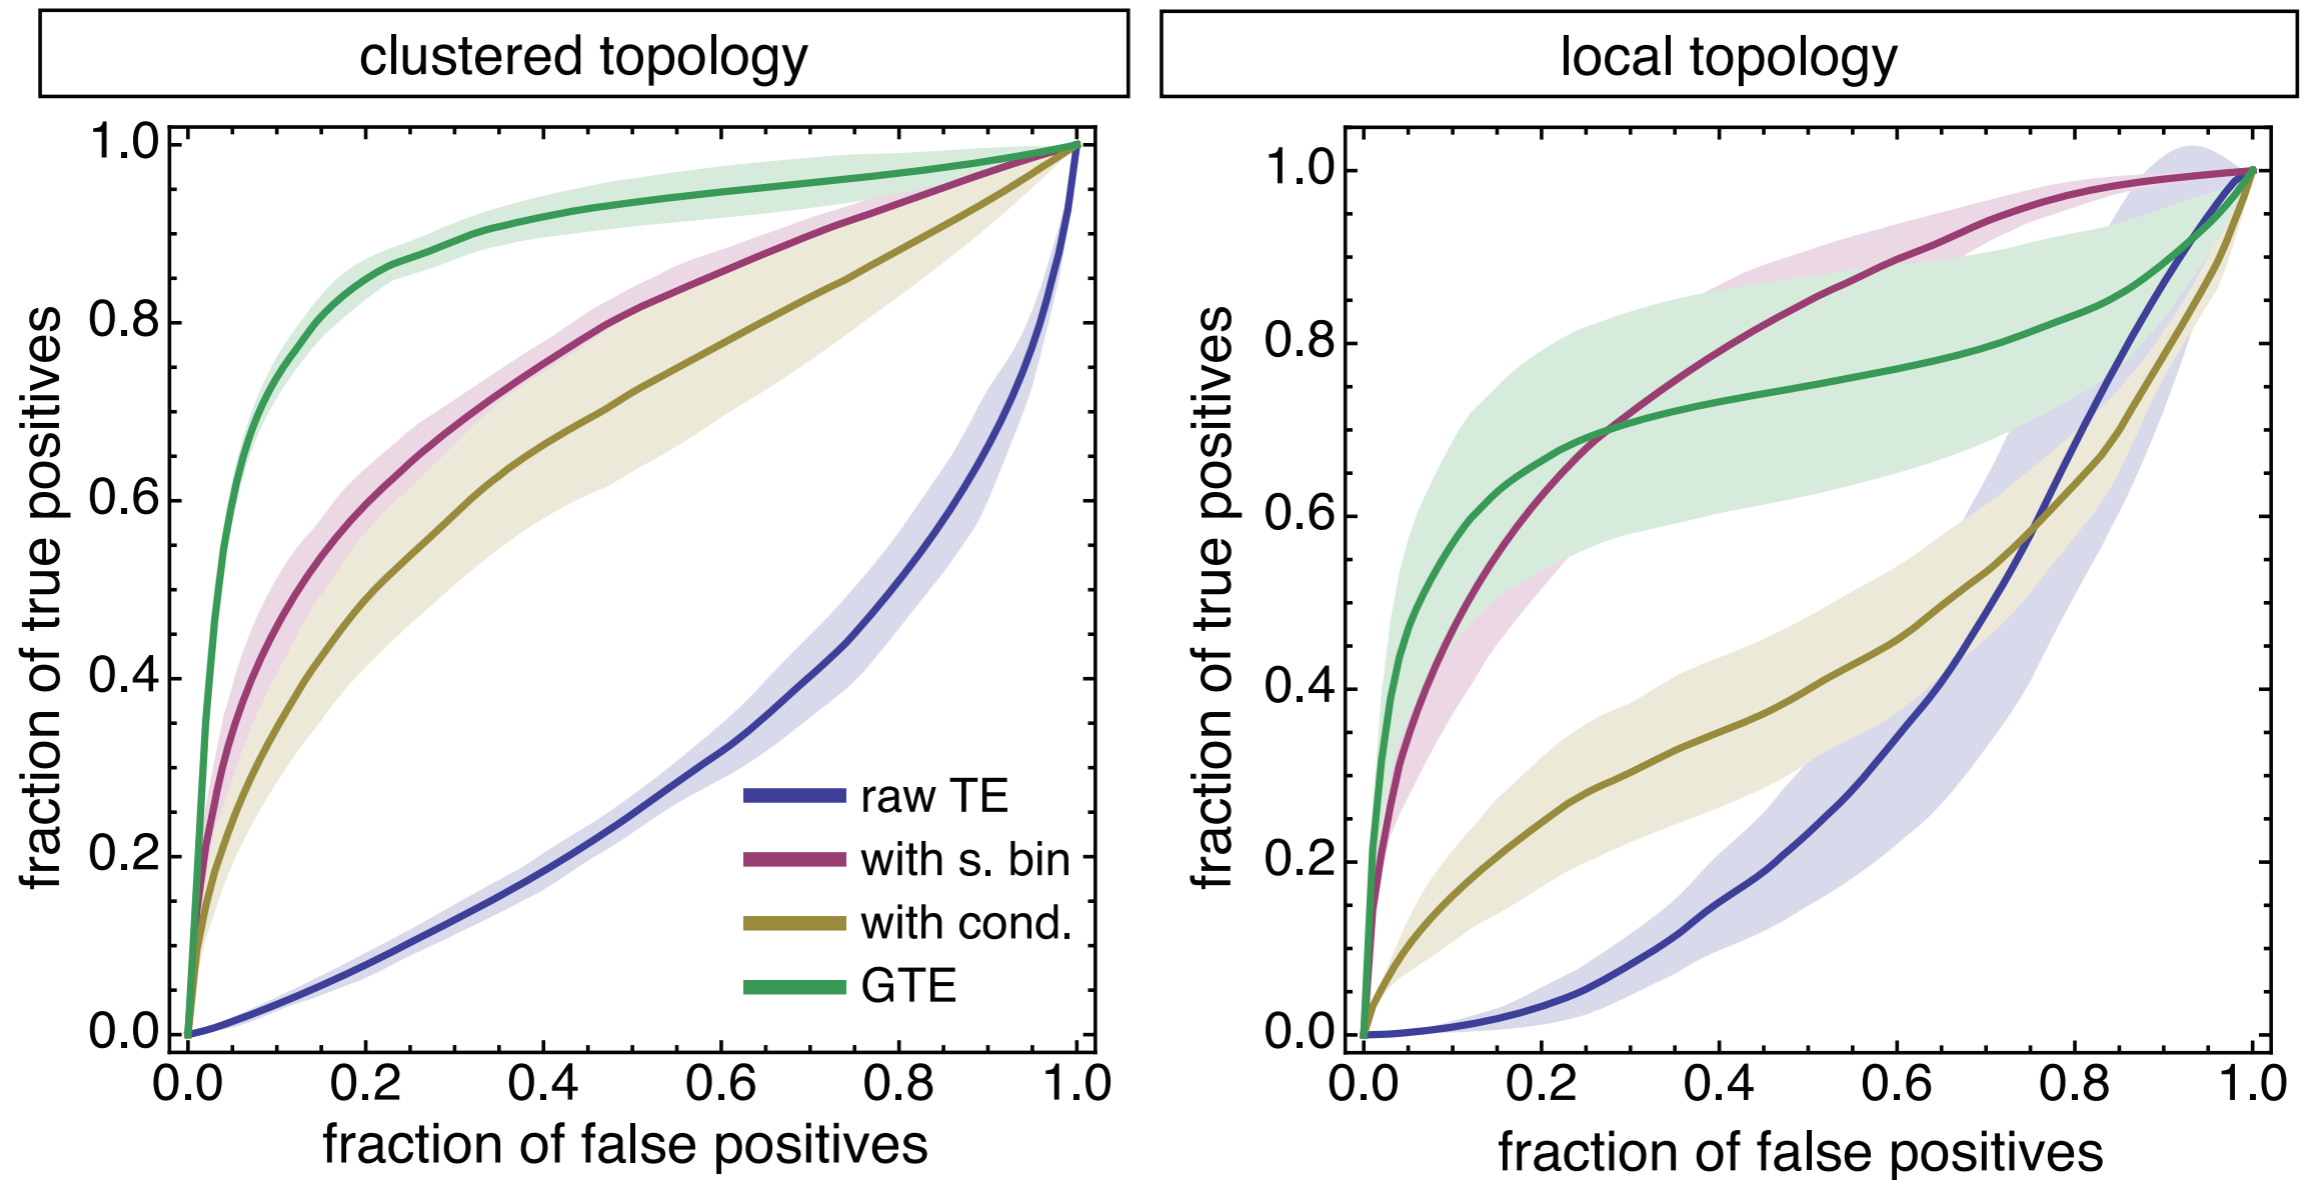 clustered topology
local topology
fraction of true positives
1.0
0.8
0.6
0.4
0.2
0.0
0.0 0.2 0.4 0.6 0.8 1.0
fraction of false positives
raw TE
with s. bin
with cond.
GTE
fraction of true positives
1.0
0.8
0.6
0.4
0.2
0.0
0.0 0.2 0.4 0.6 0.8 1.0
fraction of false positives